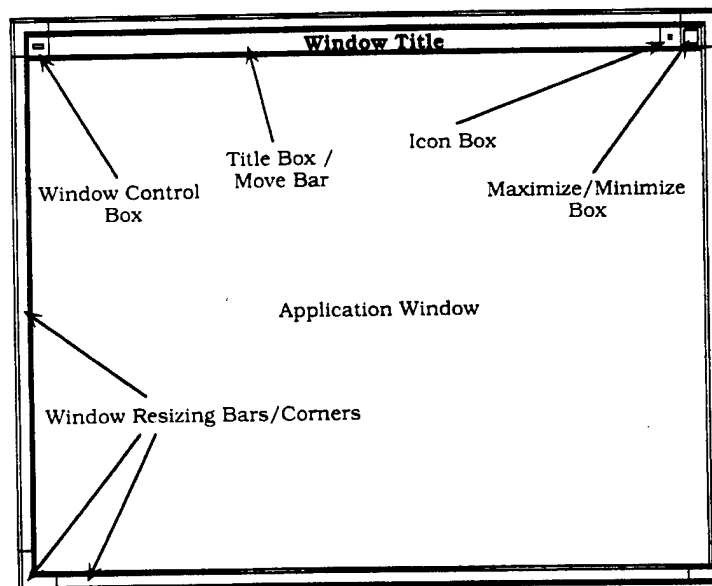 Window Title
Icon Box
Title Box /
Move Bar
Window Control
Box
Maximize/Minimize
Box
Application Window
Window Resizing Bars/Corners